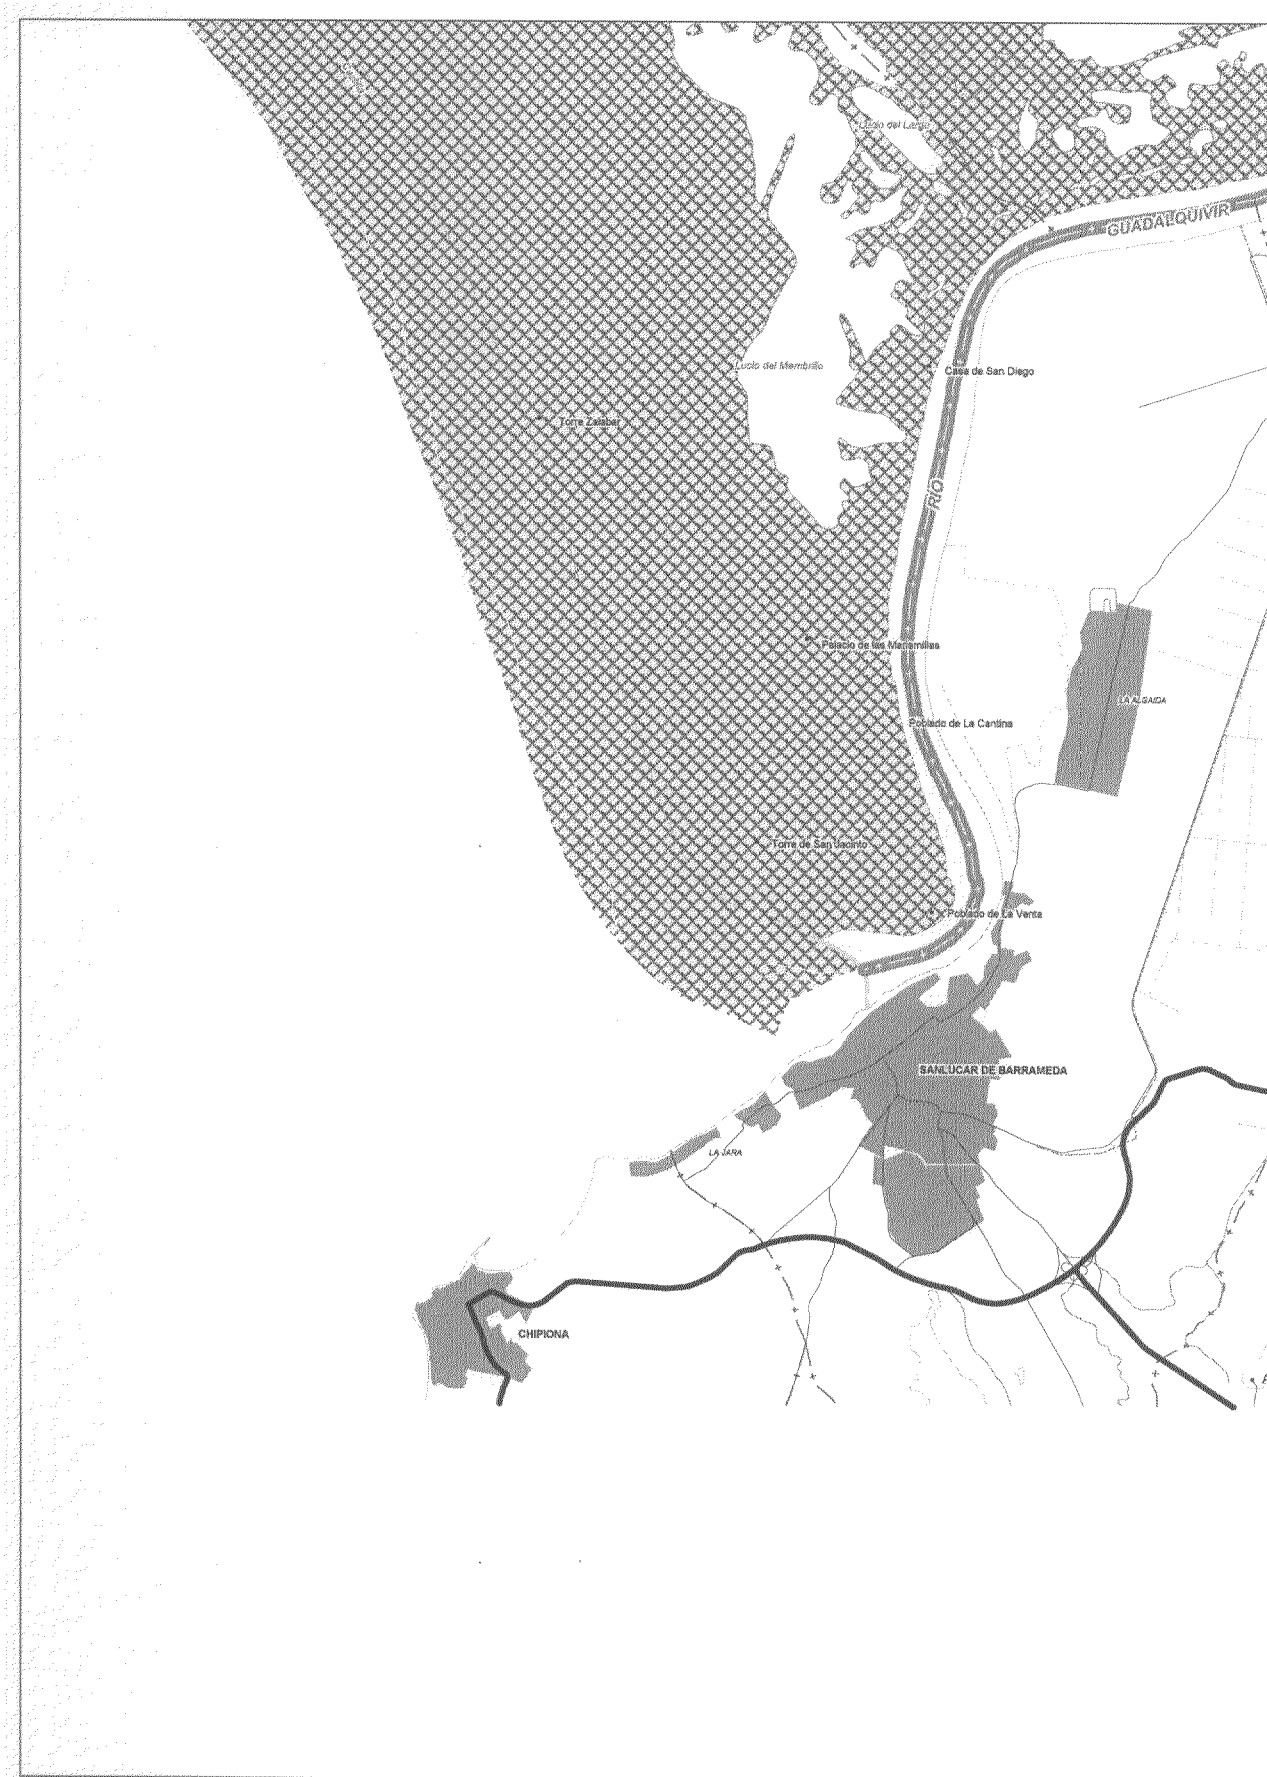 Lucio del Largo
GUADALQUIVIR
Lucio del Membrillo
Casa de San Diego
Torre Zalabar
RIO
Palacio de las Marismillas
LA ALGAIDA
Poblado de La Cantina
Torre de San Jacinto
Poblado de La Venta
SANLUCAR DE BARRAMEDA
LA JARA
CHIPIONA